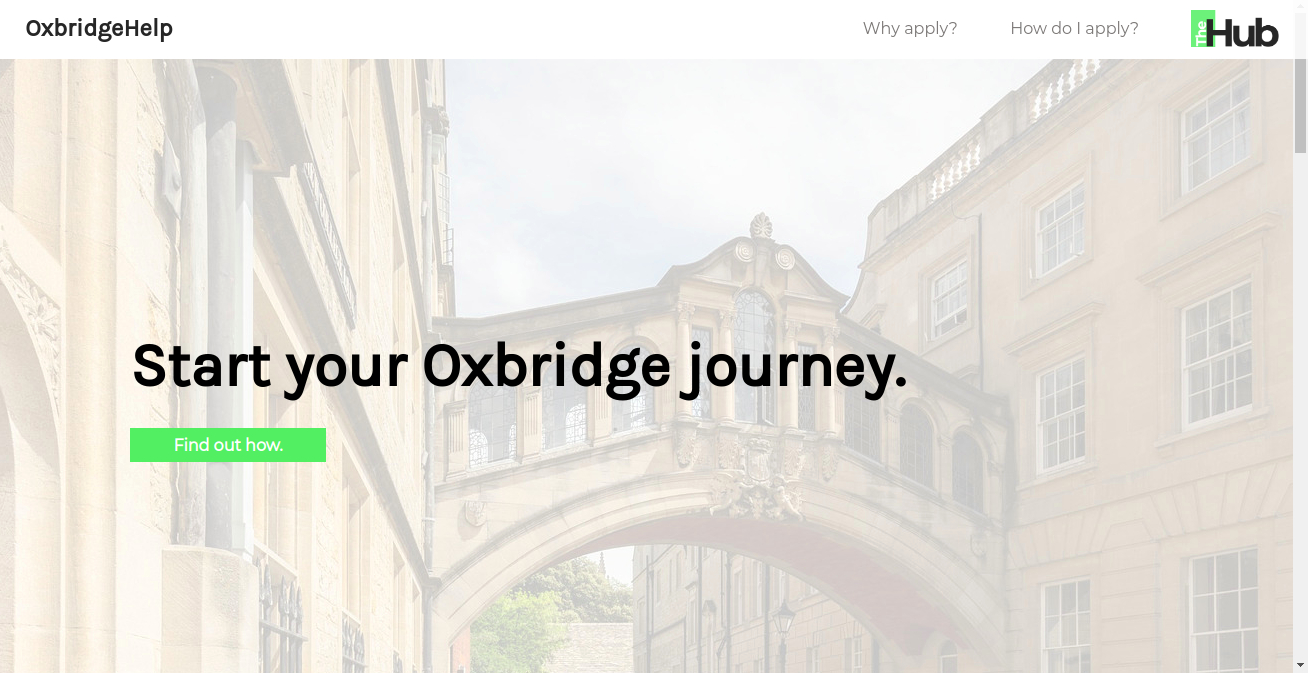 OxbridgeHelp
Why apply?
How do I apply?
The Hub
Start your Oxbridge journey.
Find out how.